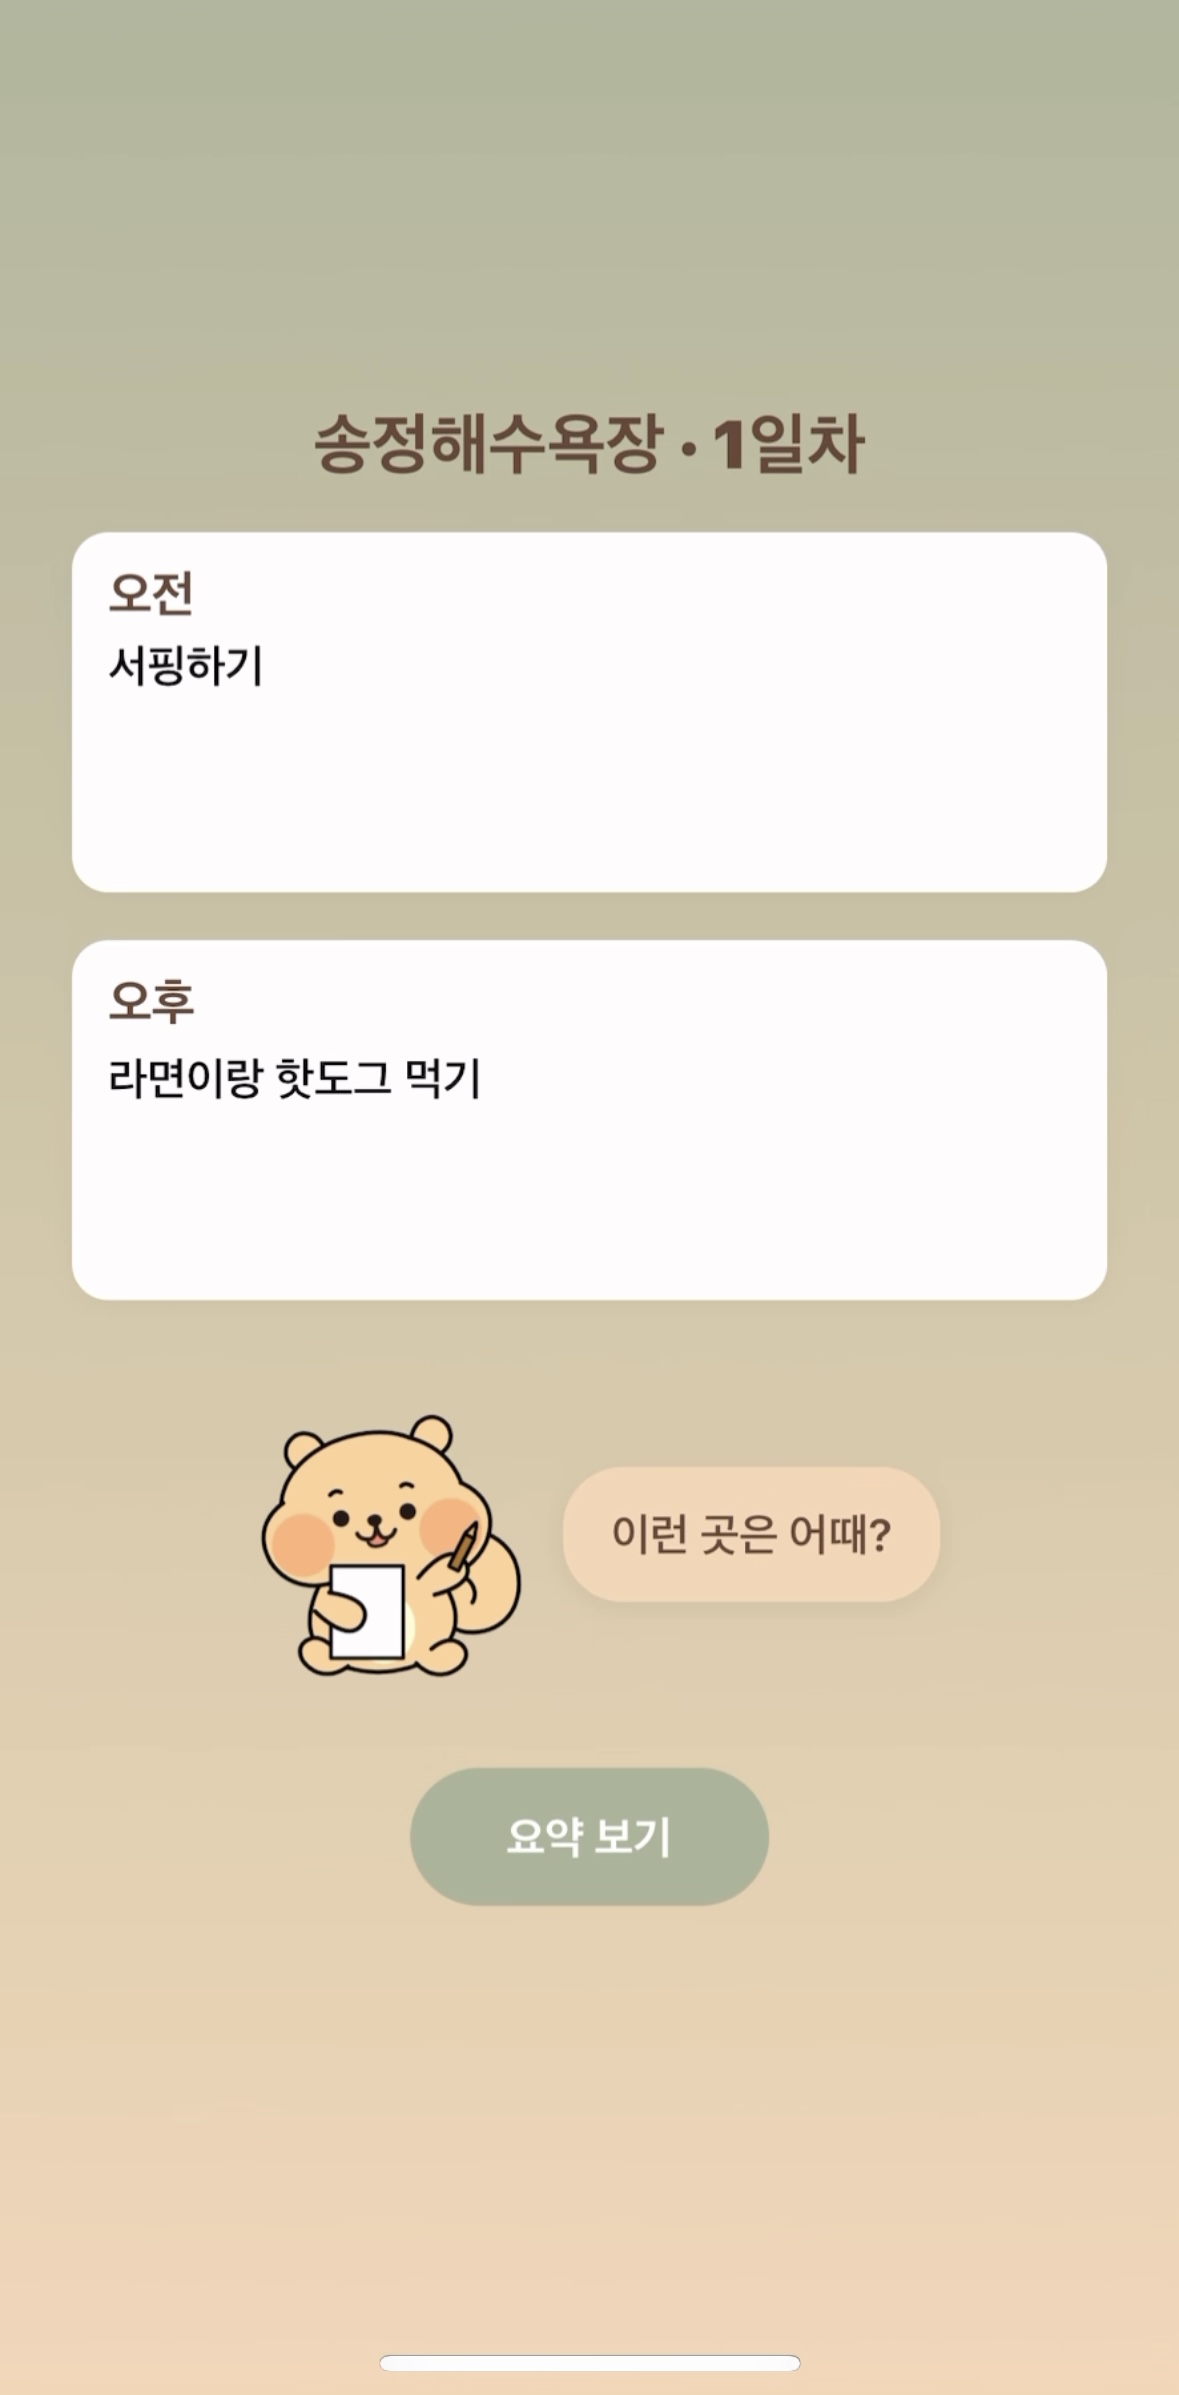 송정해수욕장 · 1일차
오전
서핑하기
오후
라면이랑 핫도그 먹기
이런 곳은 어때?
요약 보기